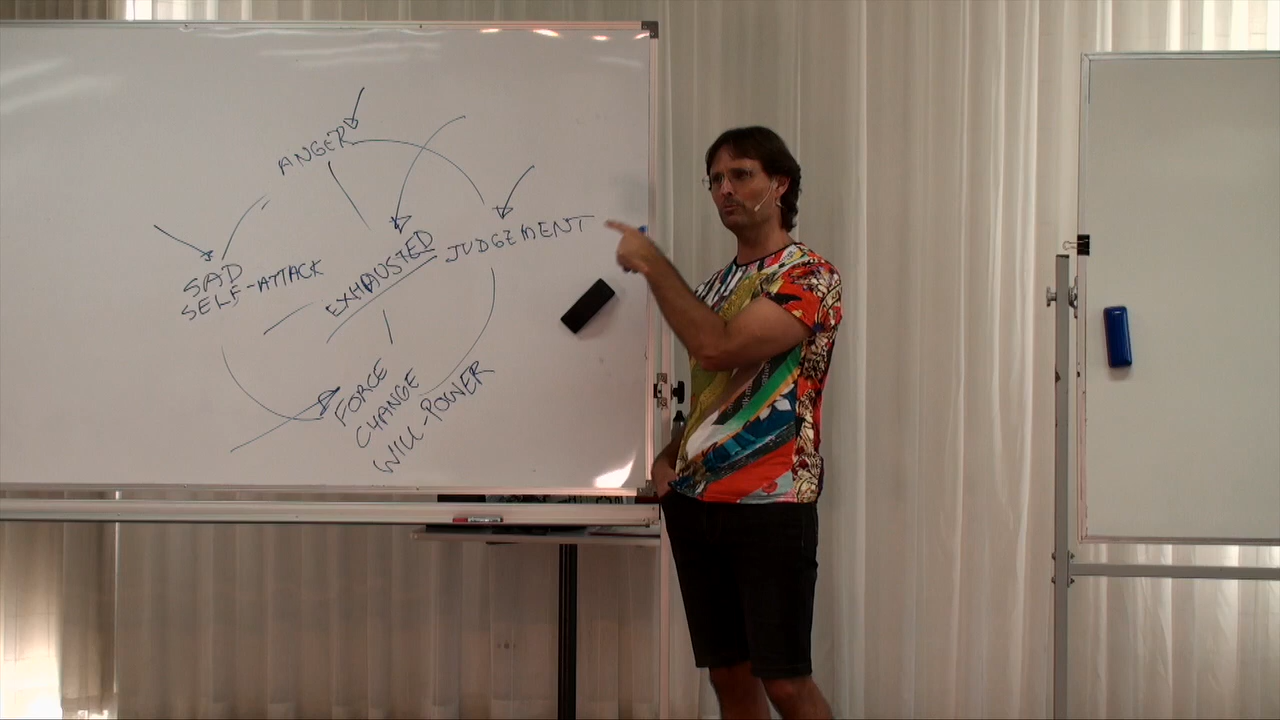 ANGER
JUDGEMENT
EXHAUSTED
SAD
SELF-ATTACK
FORCE
CHANGE
WILL-POWER